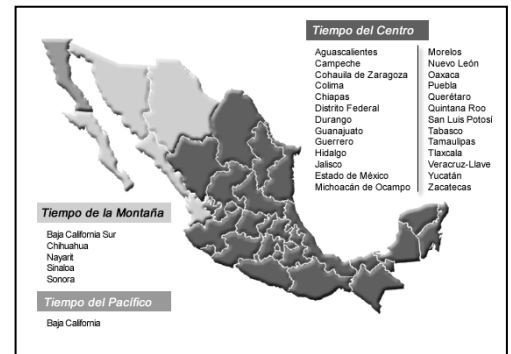 Tiempo del Centro
Aguascalientes
Campeche
Cohauila de Zaragoza
Colima
Chiapas
Distrito Federal
Durango
Guanajuato
Guerrero
Hidalgo
Jalisco
Estado de México
Michoacán de Ocampo
Morelos
Nuevo León
Oaxaca
Puebla
Querétaro
Quintana Roo
San Luis Potosí
Tabasco
Tamaulipas
Tlaxcala
Veracruz-Llave
Yucatán
Zacatecas
Tiempo de la Montaña
Baja California Sur
Chihuahua
Nayarit
Sinaloa
Sonora
Tiempo del Pacífico
Baja California